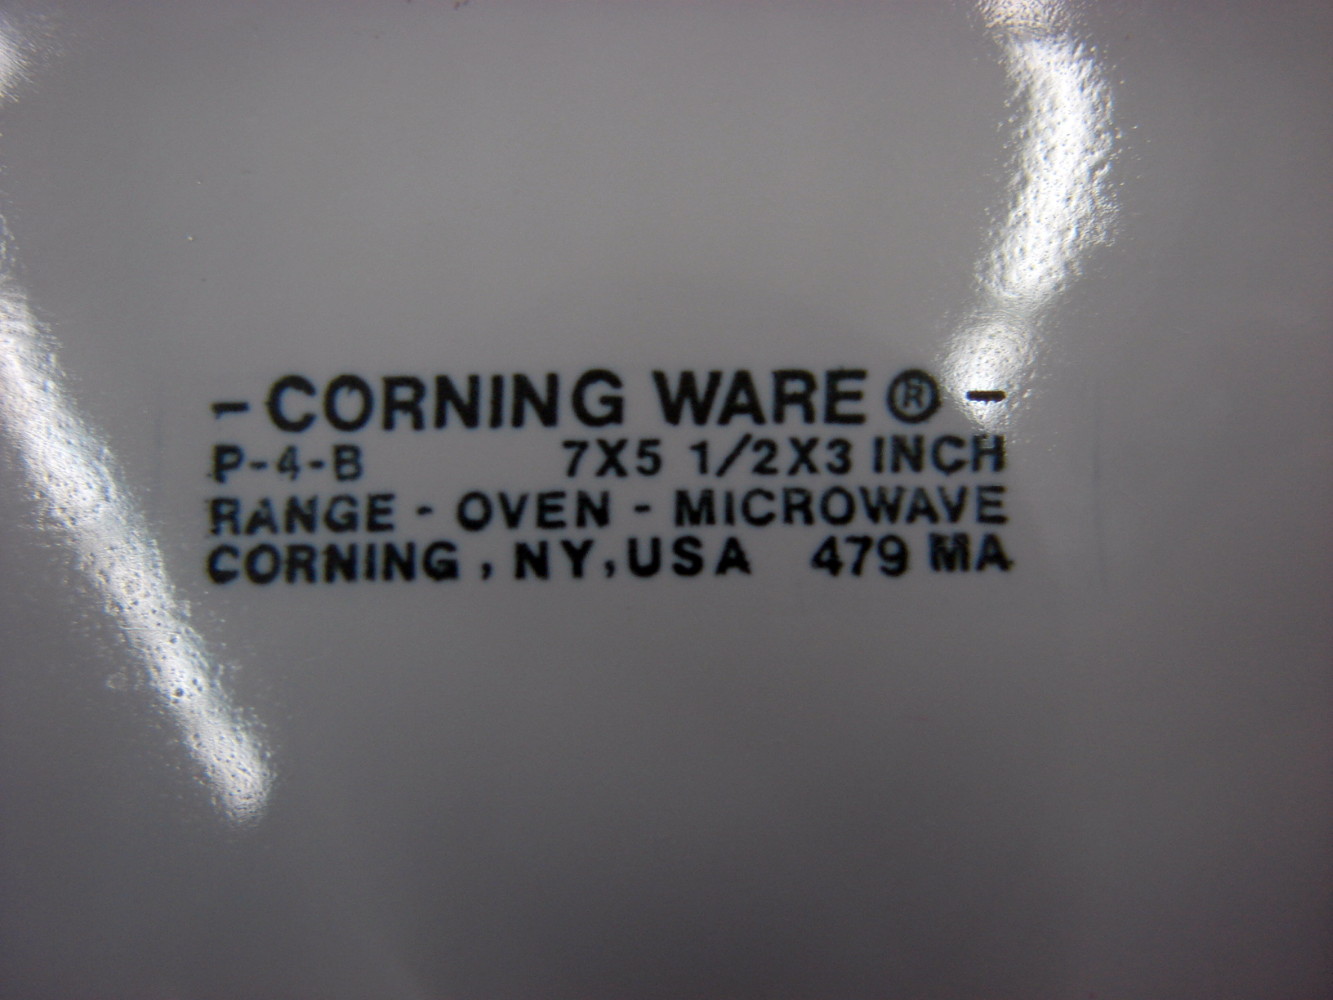 - CORNING WARE ® -
P-4-B 7X5 1/2X3 INCH
RANGE - OVEN - MICROWAVE
CORNING, NY, USA 479 MA